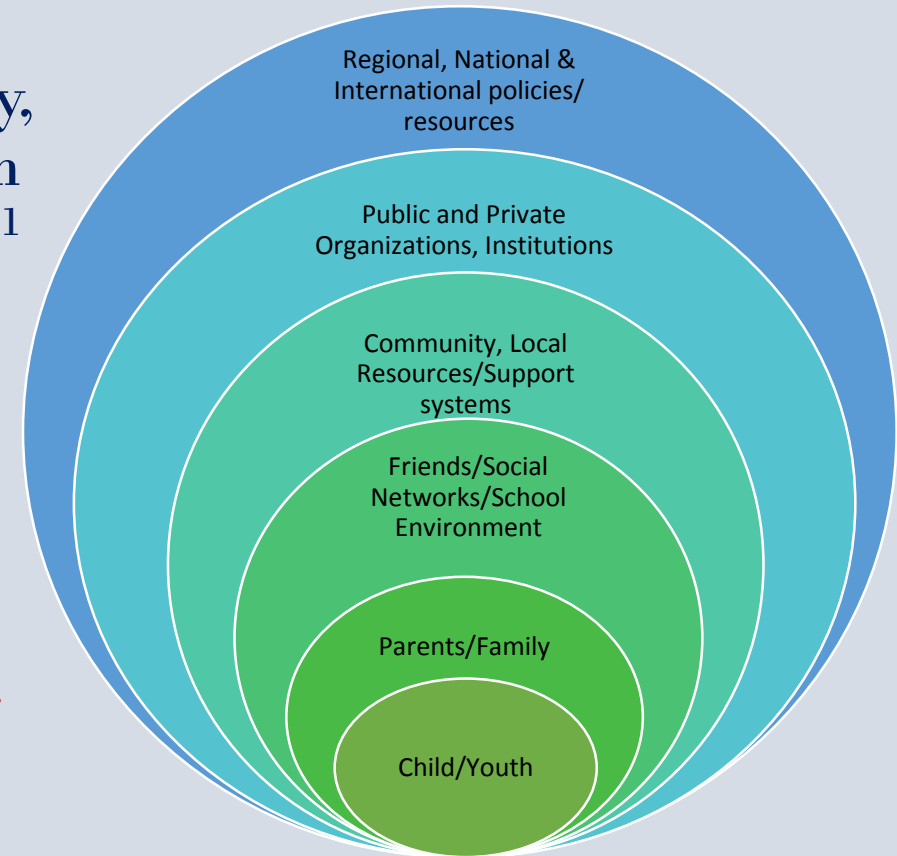 Regional, National &
International policies/
resources
Public and Private
Organizations, Institutions
Community, Local
Resources/Support
systems
Friends/Social
Networks/School
Environment
Parents/Family
Child/Youth